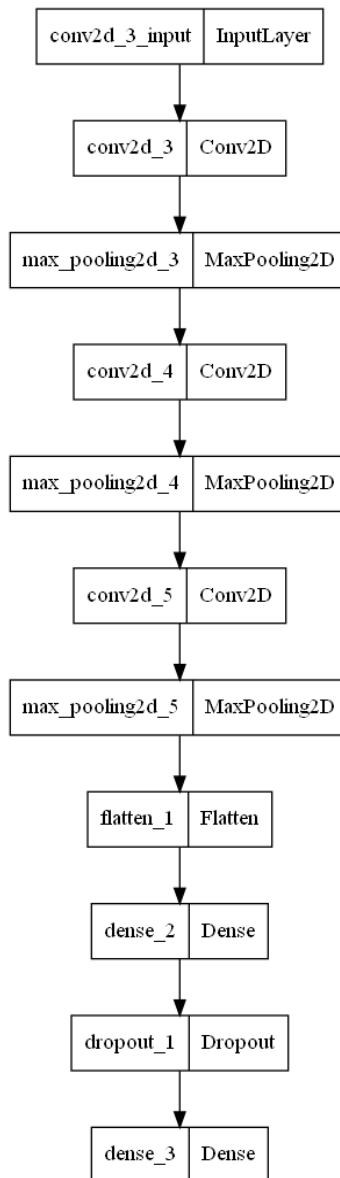 conv2d_3_input InputLayer
conv2d_3 Conv2D
max_pooling2d_3 MaxPooling2D
conv2d_4 Conv2D
max_pooling2d_4 MaxPooling2D
conv2d_5 Conv2D
max_pooling2d_5 MaxPooling2D
flatten_1 Flatten
dense_2 Dense
dropout_1 Dropout
dense_3 Dense